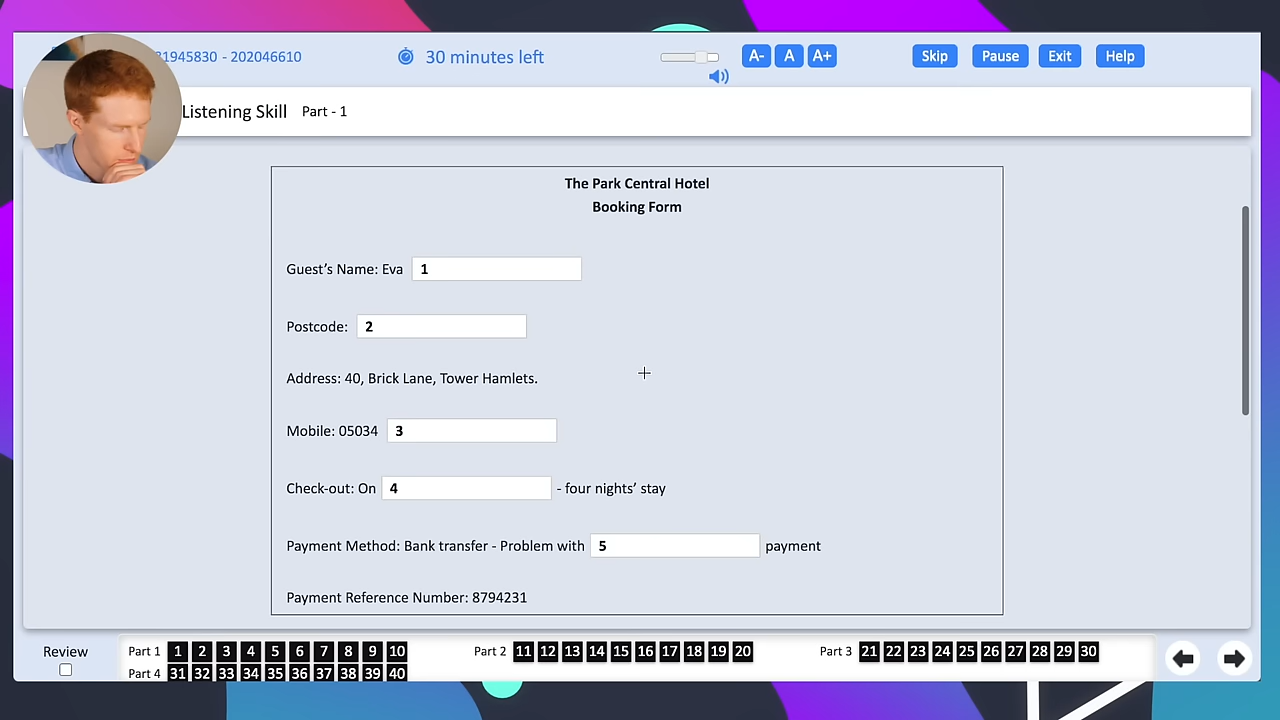 31945830 - 202046610
30 minutes left
A-
A
A+
Skip
Pause
Exit
Help
Listening Skill
Part - 1
The Park Central Hotel
Booking Form
Guest's Name: Eva 1
Postcode: 2
Address: 40, Brick Lane, Tower Hamlets.
Mobile: 05034 3
Check-out: On 4 - four nights' stay
Payment Method: Bank transfer - Problem with 5 payment
Payment Reference Number: 8794231
Review
Part 1 1 2 3 4 5 6 7 8 9 10
Part 2 11 12 13 14 15 16 17 18 19 20
Part 3 21 22 23 24 25 26 27 28 29 30
Part 4 31 32 33 34 35 36 37 38 39 40